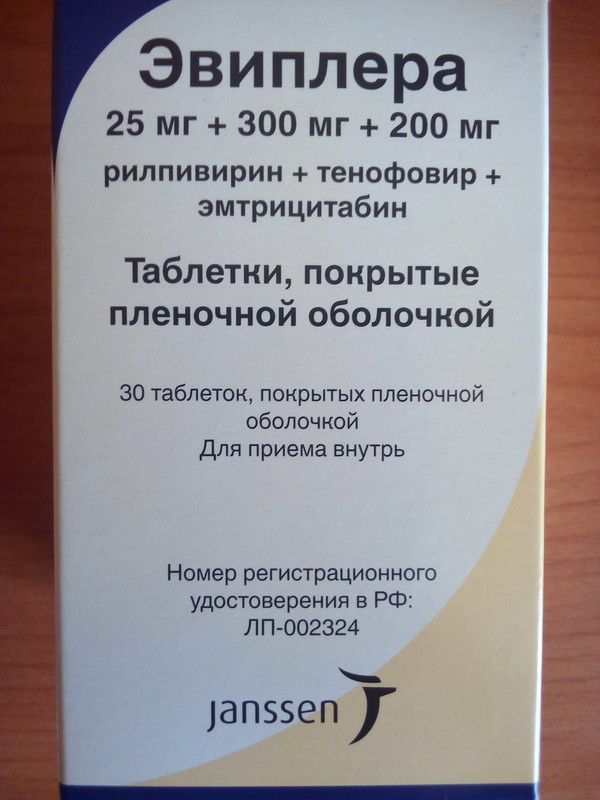 Эвиплера
25 мг + 300 мг + 200 мг
рилпивирин + тенофовир +
эмтрицитабин
Таблетки, покрытые
пленочной оболочкой
30 таблеток, покрытых пленочной
оболочкой
Для приема внутрь
Номер регистрационного
удостоверения в РФ:
ЛП-002324
janssen